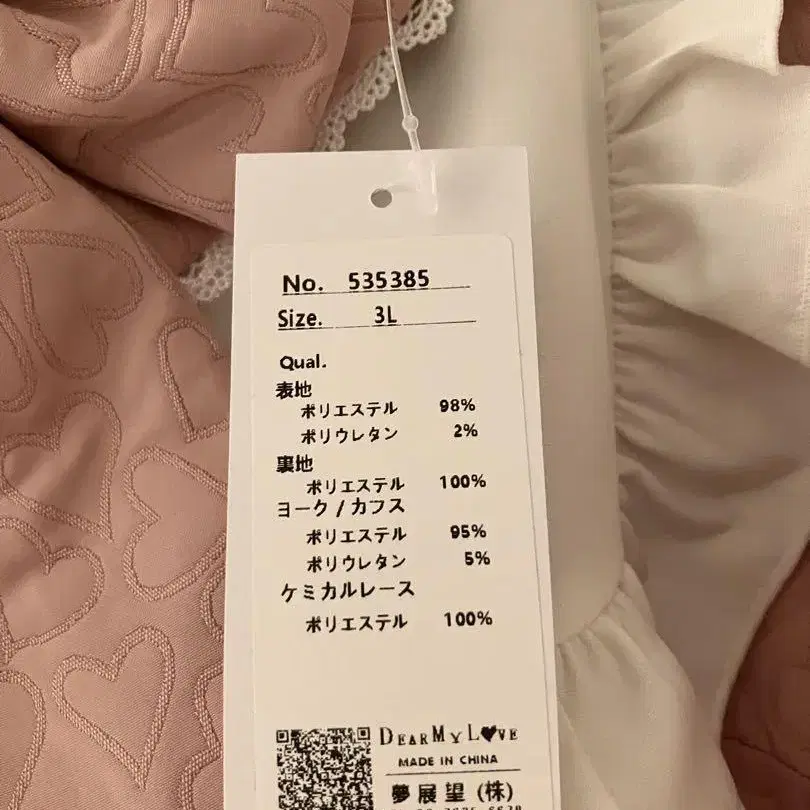 No. 535385
Size. 3L
Qual.
表地
ポリエステル 98%
ポリウレタン 2%
裏地
ポリエステル 100%
ヨーク/カフス
ポリエステル 95%
ポリウレタン 5%
ケミカルレース
ポリエステル 100%
DEAR MY L♥VE
MADE IN CHINA
夢展望(株)